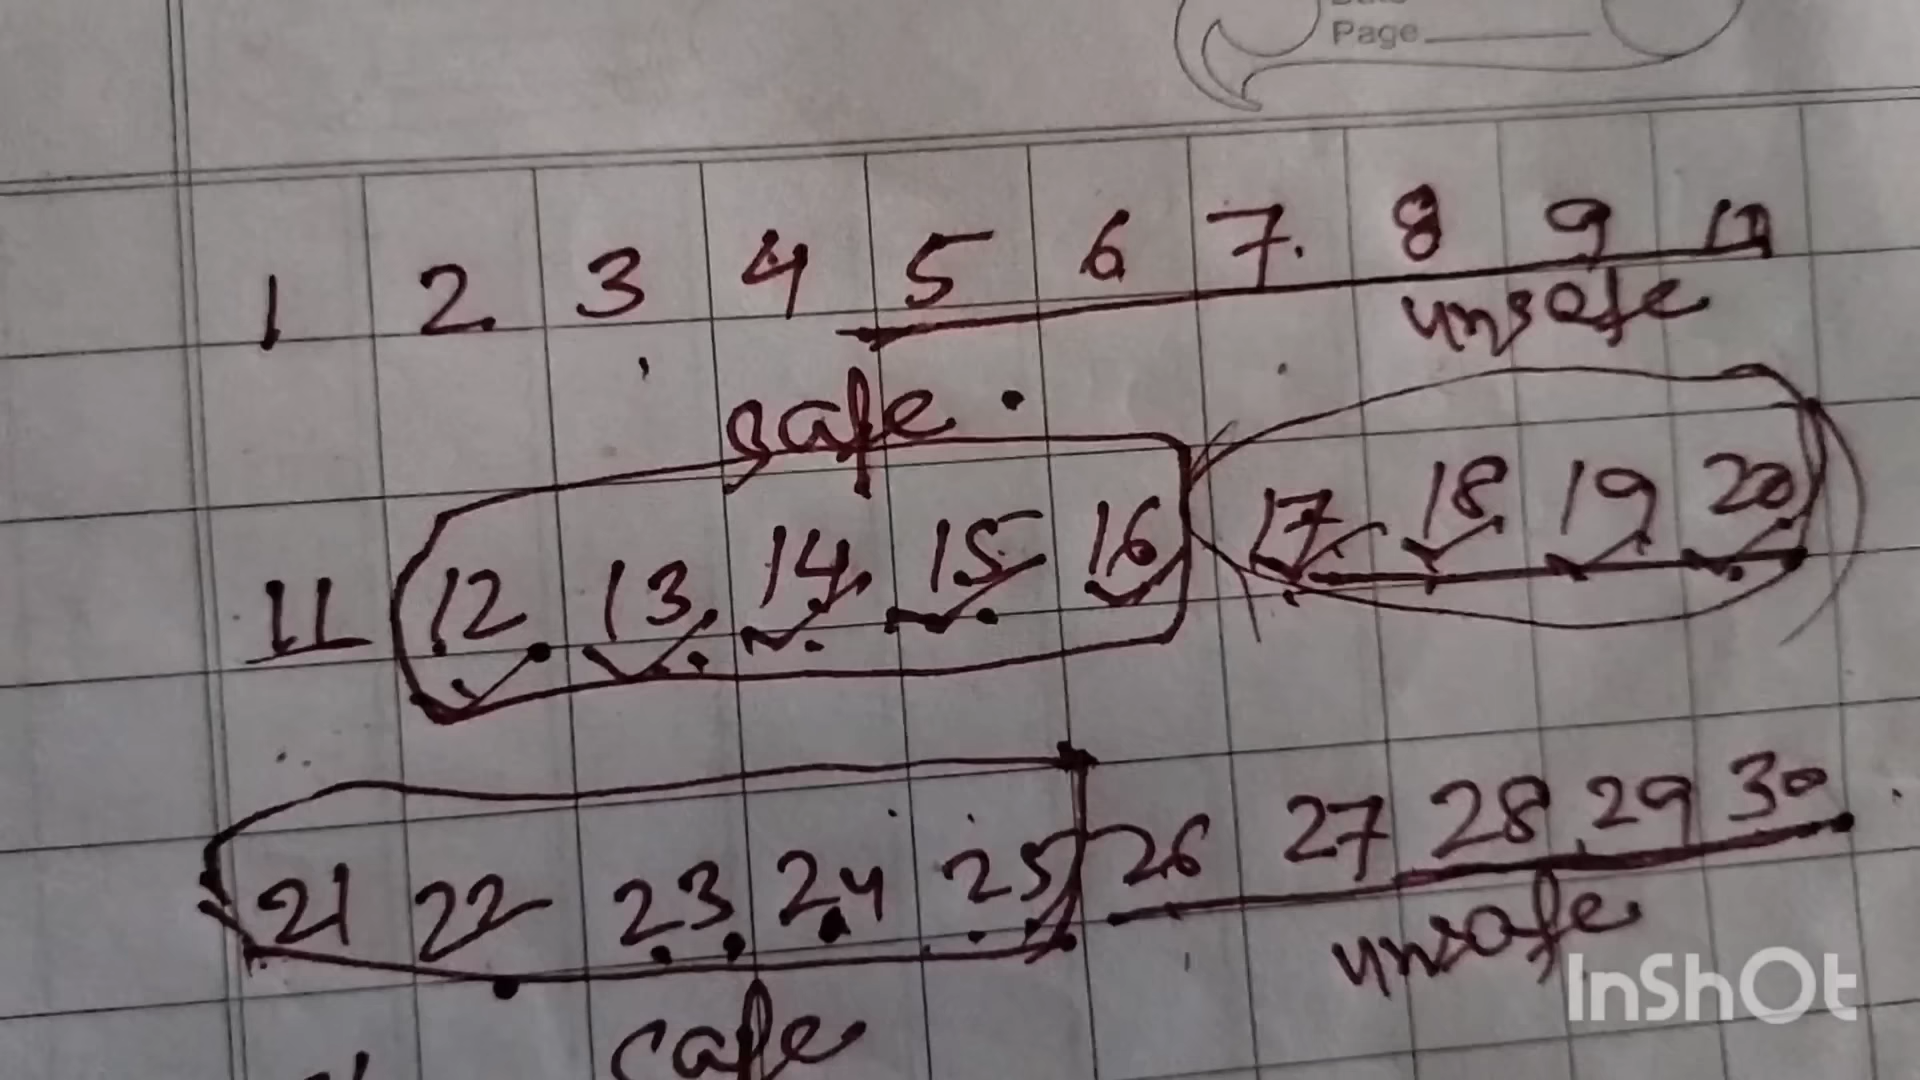 Page
1 2 3 4 5 6 7 8 9 10
unsafe
safe
11 12 13 14 15 16 17 18 19 20
21 22 23 24 25 26 27 28 29 30
unsafe
safe
InShOt